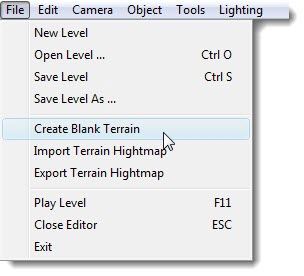 File Edit Camera Object Tools Lighting
New Level
Open Level ... Ctrl O
Save Level Ctrl S
Save Level As ...
Create Blank Terrain
Import Terrain Hightmap
Export Terrain Hightmap
Play Level F11
Close Editor ESC
Exit